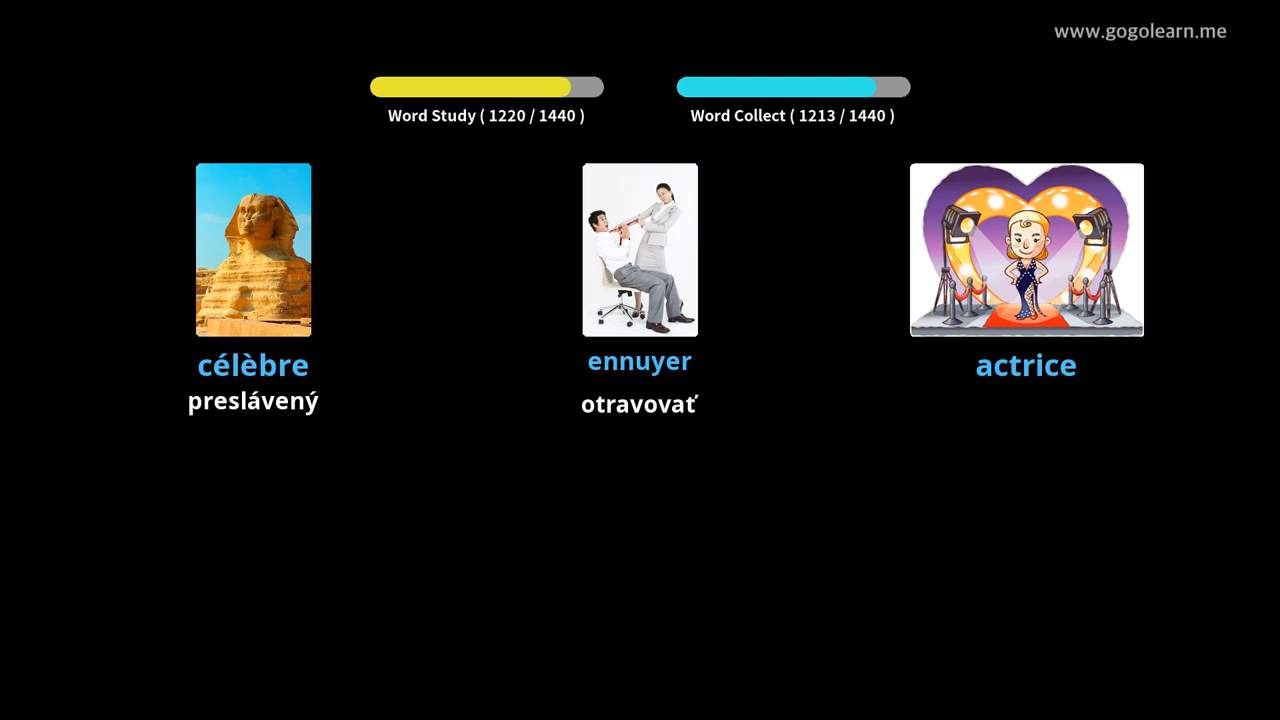 www.gogolearn.me
Word Study ( 1220 / 1440 )
Word Collect ( 1213 / 1440 )
célèbre
preslávený
ennuyer
otravovať
actrice